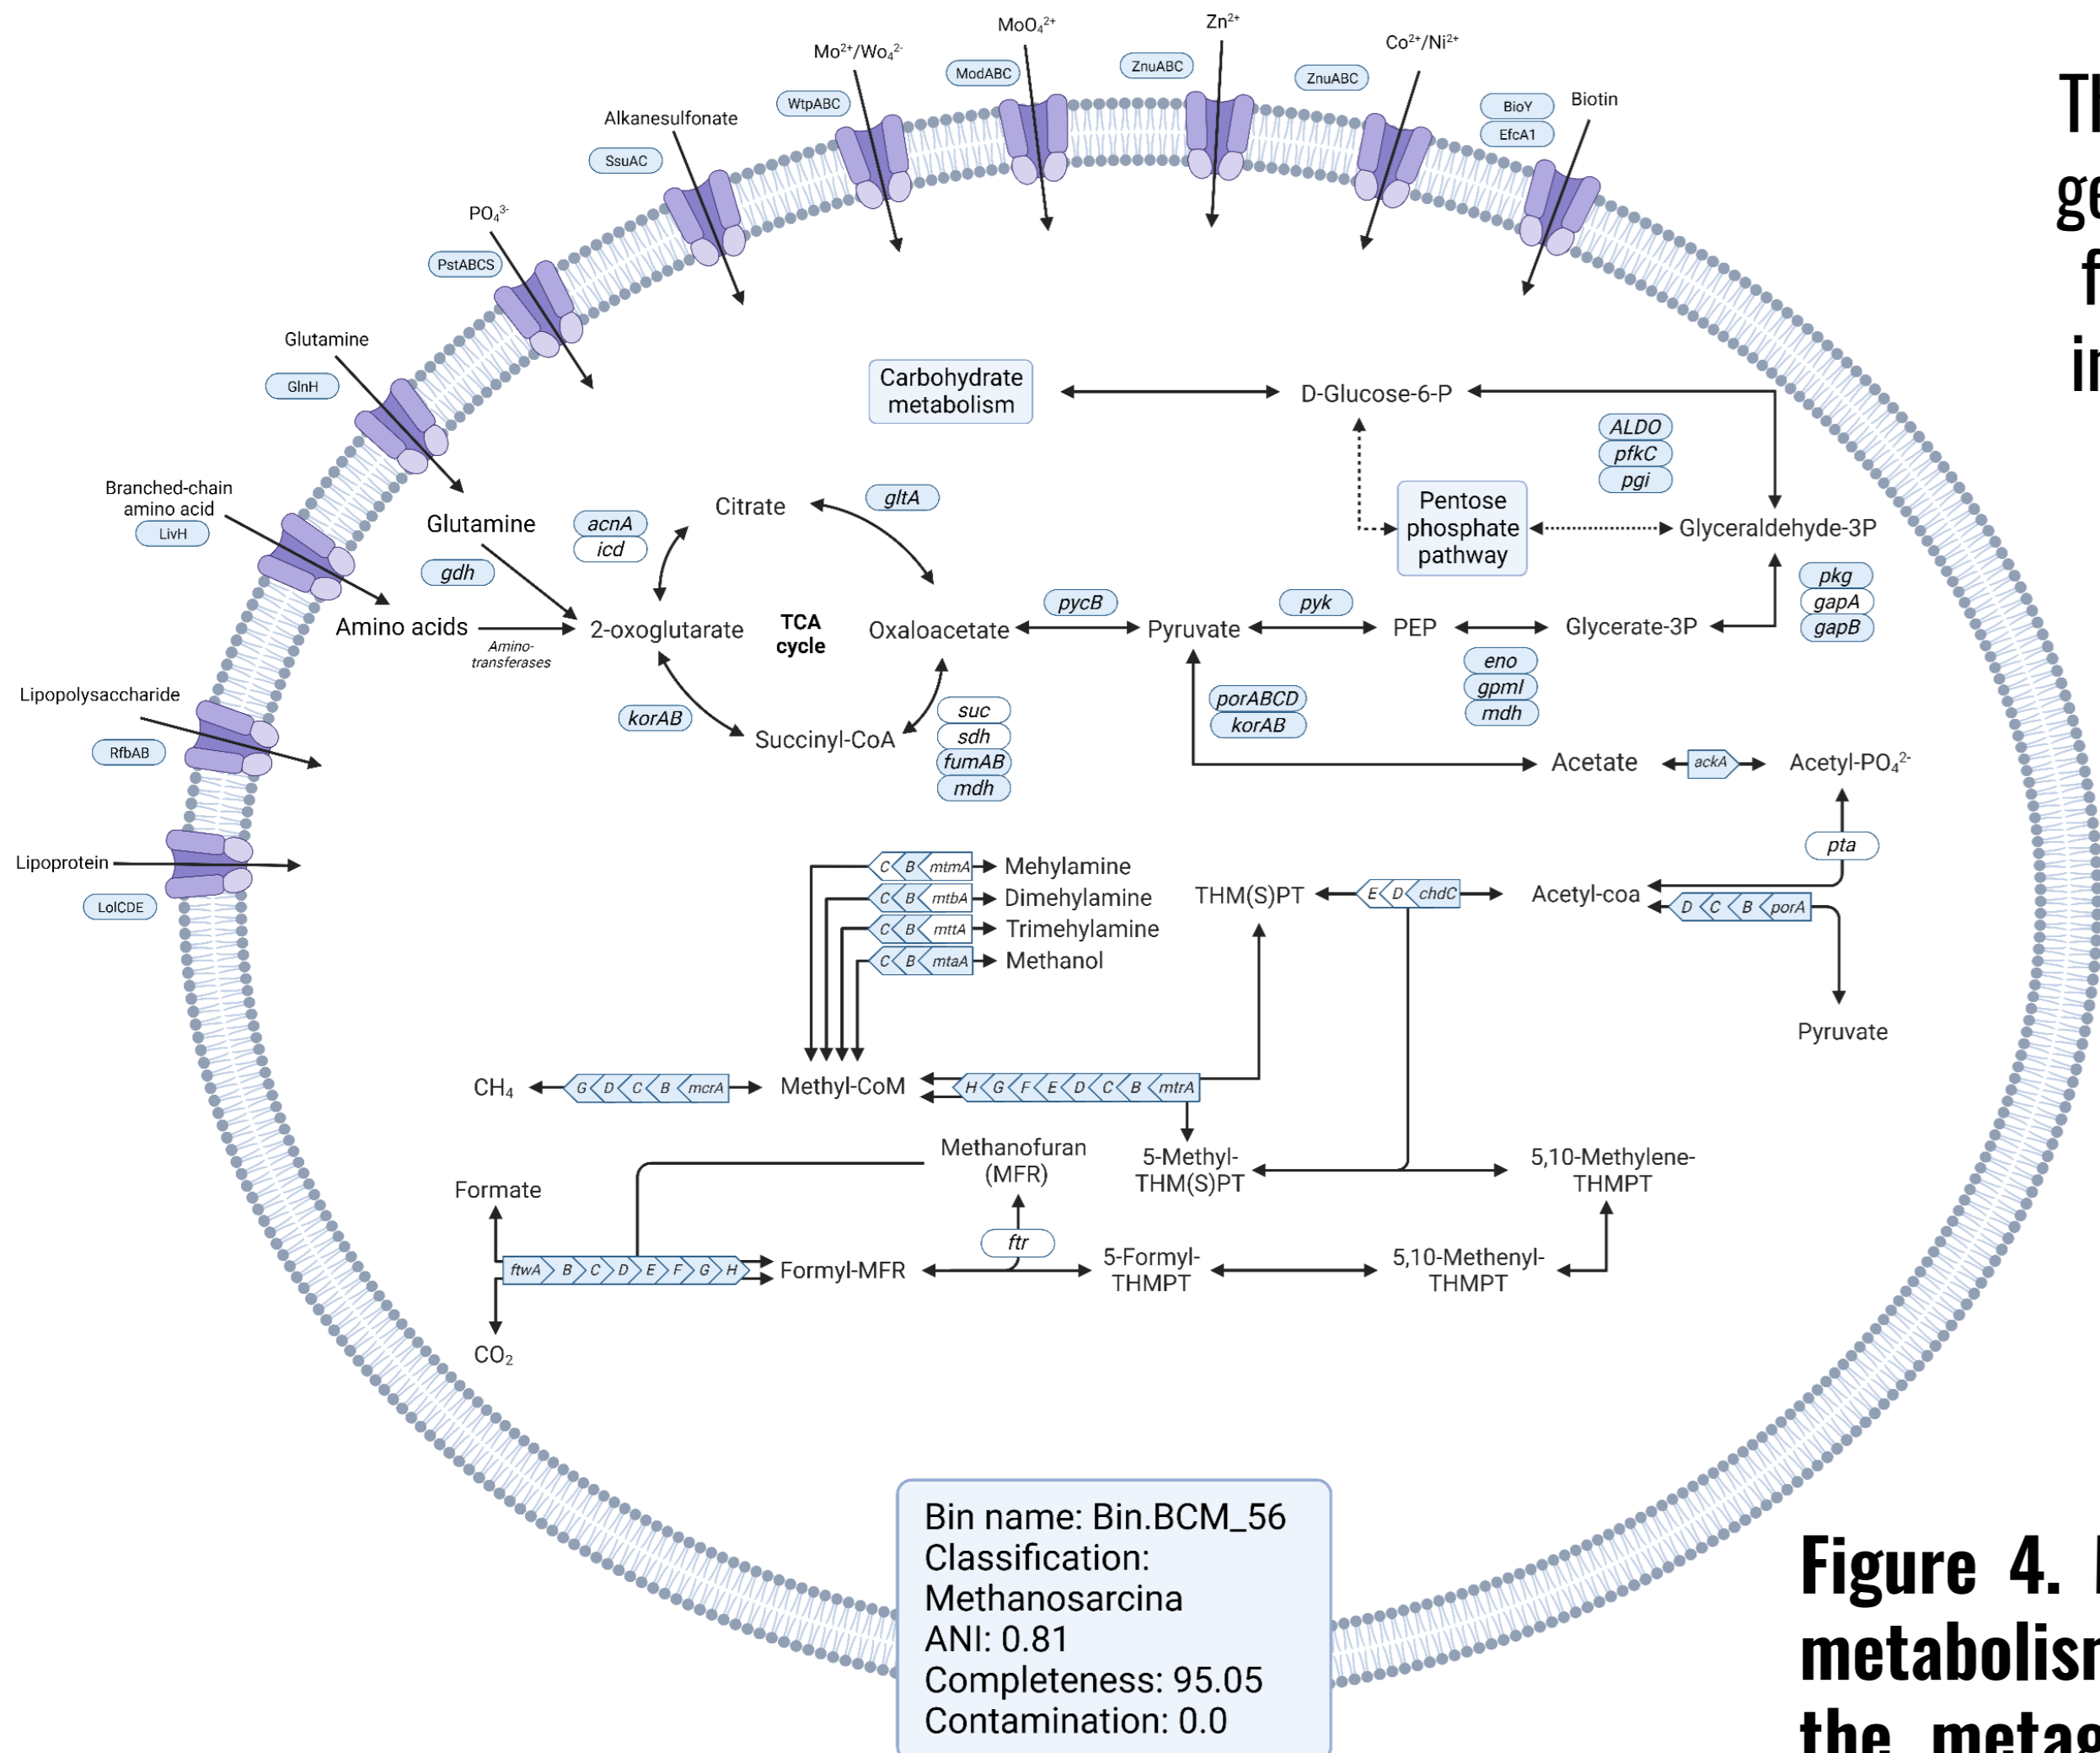 MoO₄²⁺
Zn²⁺
Co²⁺/Ni²⁺
Mo²⁺/Wo₄²⁻
ModABC
ZnuABC
ZnuABC
WtpABC
BioY
EfcA1
Biotin
Alkanesulfonate
SsuAC
PO₄³⁻
PstABCS
Glutamine
GlnH
Branched-chain
amino acid
LivH
Lipopolysaccharide
RfbAB
Lipoprotein
LolCDE
Carbohydrate
metabolism
D-Glucose-6-P
ALDO
pfkC
pgi
Pentose
phosphate
pathway
Glyceraldehyde-3P
pkg
gapA
gapB
Glutamine
gdh
Amino acids
Amino-
transferases
acnA
icd
Citrate
gltA
2-oxoglutarate
TCA
cycle
Oxaloacetate
pycB
Pyruvate
pyk
PEP
Glycerate-3P
eno
gpmI
mdh
korAB
Succinyl-CoA
suc
sdh
fumAB
mdh
porABCD
korAB
Acetate
ackA
Acetyl-PO₄²⁻
pta
C B mtmA Mehylamine
C B mtbA Dimehylamine
C B mttA Trimehylamine
C B mtaA Methanol
THM(S)PT
E D chdC
Acetyl-coa
D C B porA
Pyruvate
CH₄
G D C B mcrA
Methyl-CoM
H G F E D C B mtrA
Methanofuran
(MFR)
5-Methyl-
THM(S)PT
5,10-Methylene-
THMPT
Formate
ftwA B C D E F G H
Formyl-MFR
ftr
5-Formyl-
THMPT
5,10-Methenyl-
THMPT
CO₂
Bin name: Bin.BCM_56
Classification:
Methanosarcina
ANI: 0.81
Completeness: 95.05
Contamination: 0.0
Figure 4.
the